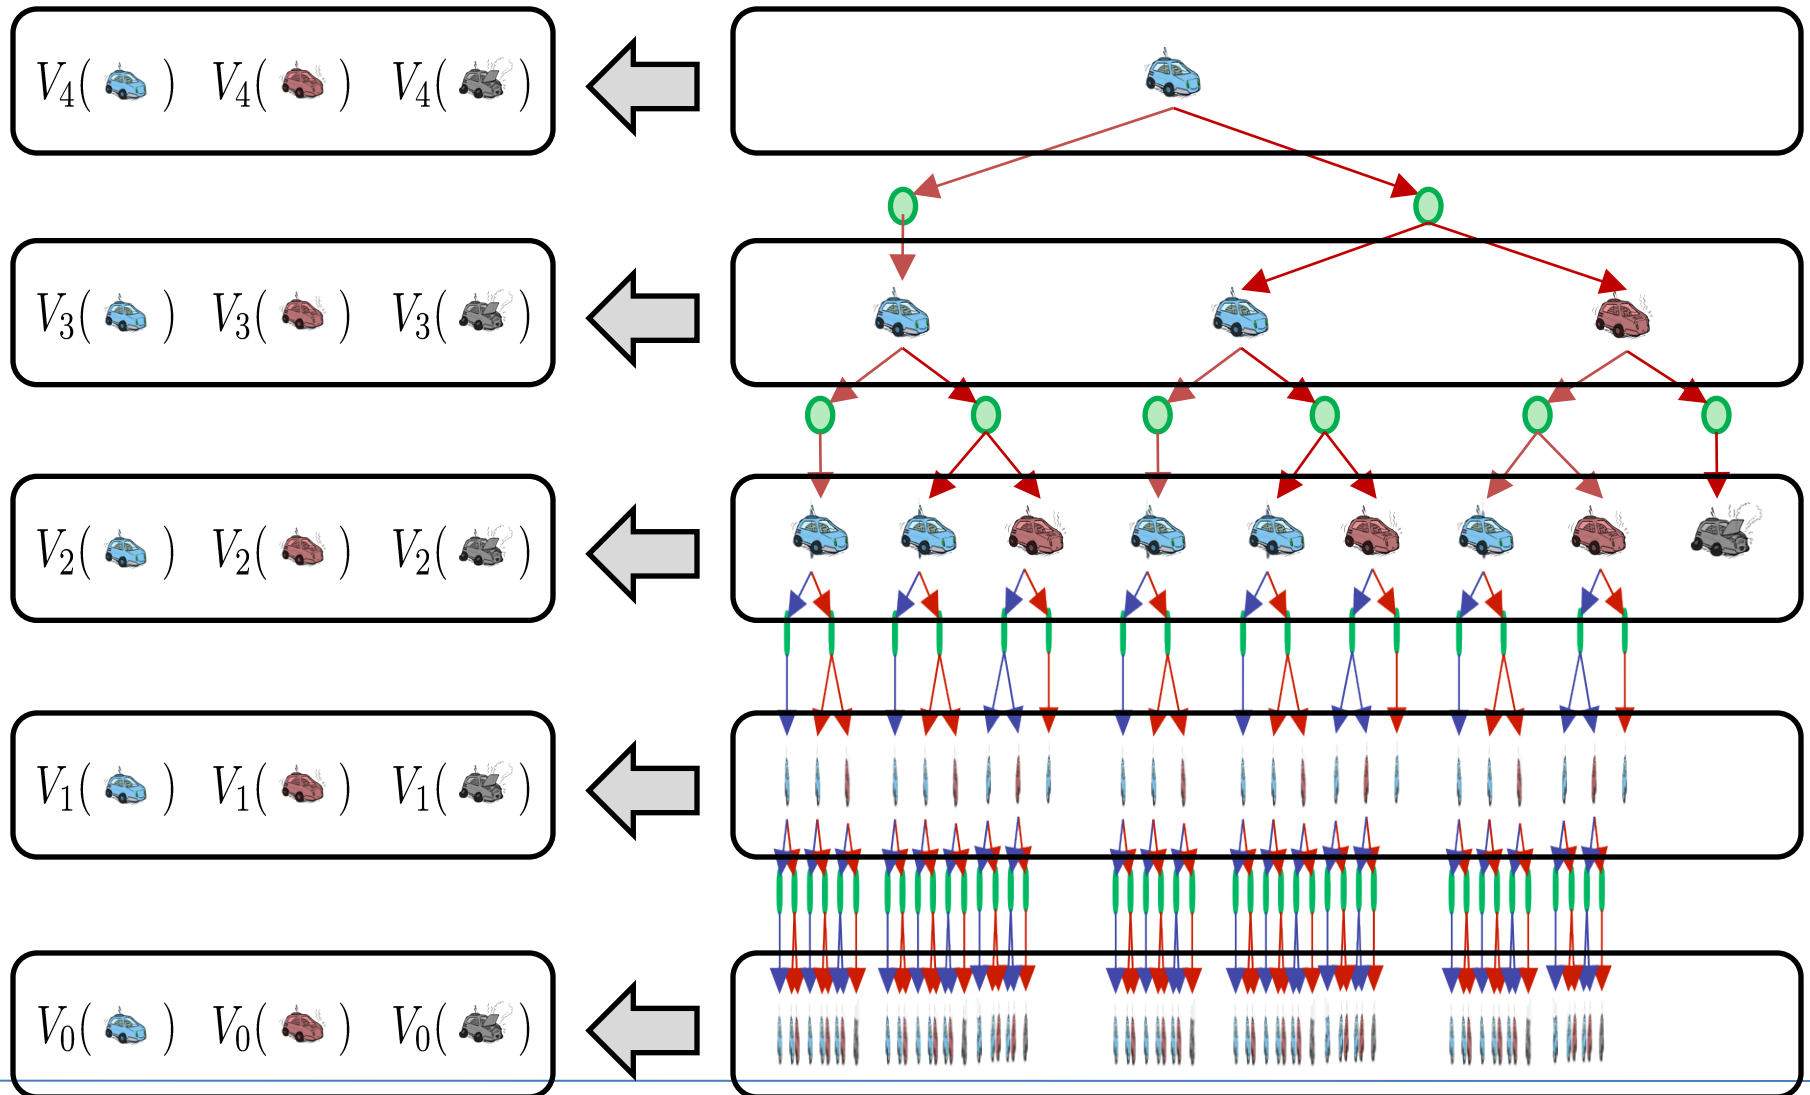 V₄( ) V₄( ) V₄( )
V₃( ) V₃( ) V₃( )
V₂( ) V₂( ) V₂( )
V₁( ) V₁( ) V₁( )
V₀( ) V₀( ) V₀( )